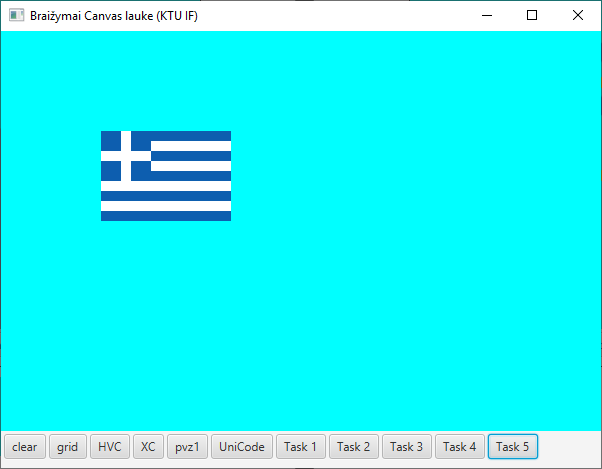 Braižymai Canvas lauke (KTU IF)
clear grid HVC XC pvz1 UniCode Task 1 Task 2 Task 3 Task 4 Task 5